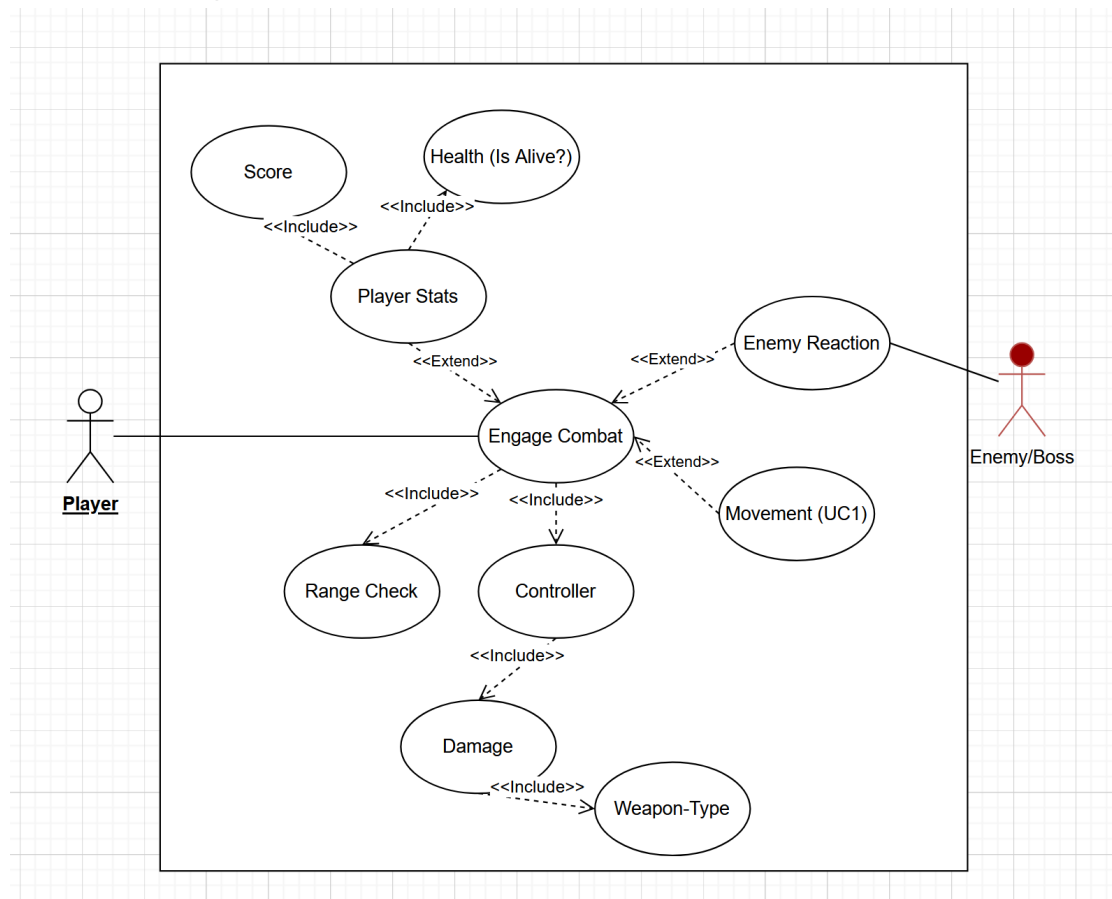 Health (Is Alive?)
Score
<<Include>>
<<Include>>
Player Stats
Enemy Reaction
<<Extend>>
<<Extend>>
Engage Combat
Enemy/Boss
<<Extend>>
Player
<<Include>>
<<Include>>
Movement (UC1)
Range Check
Controller
<<Include>>
Damage
<<Include>>
Weapon-Type